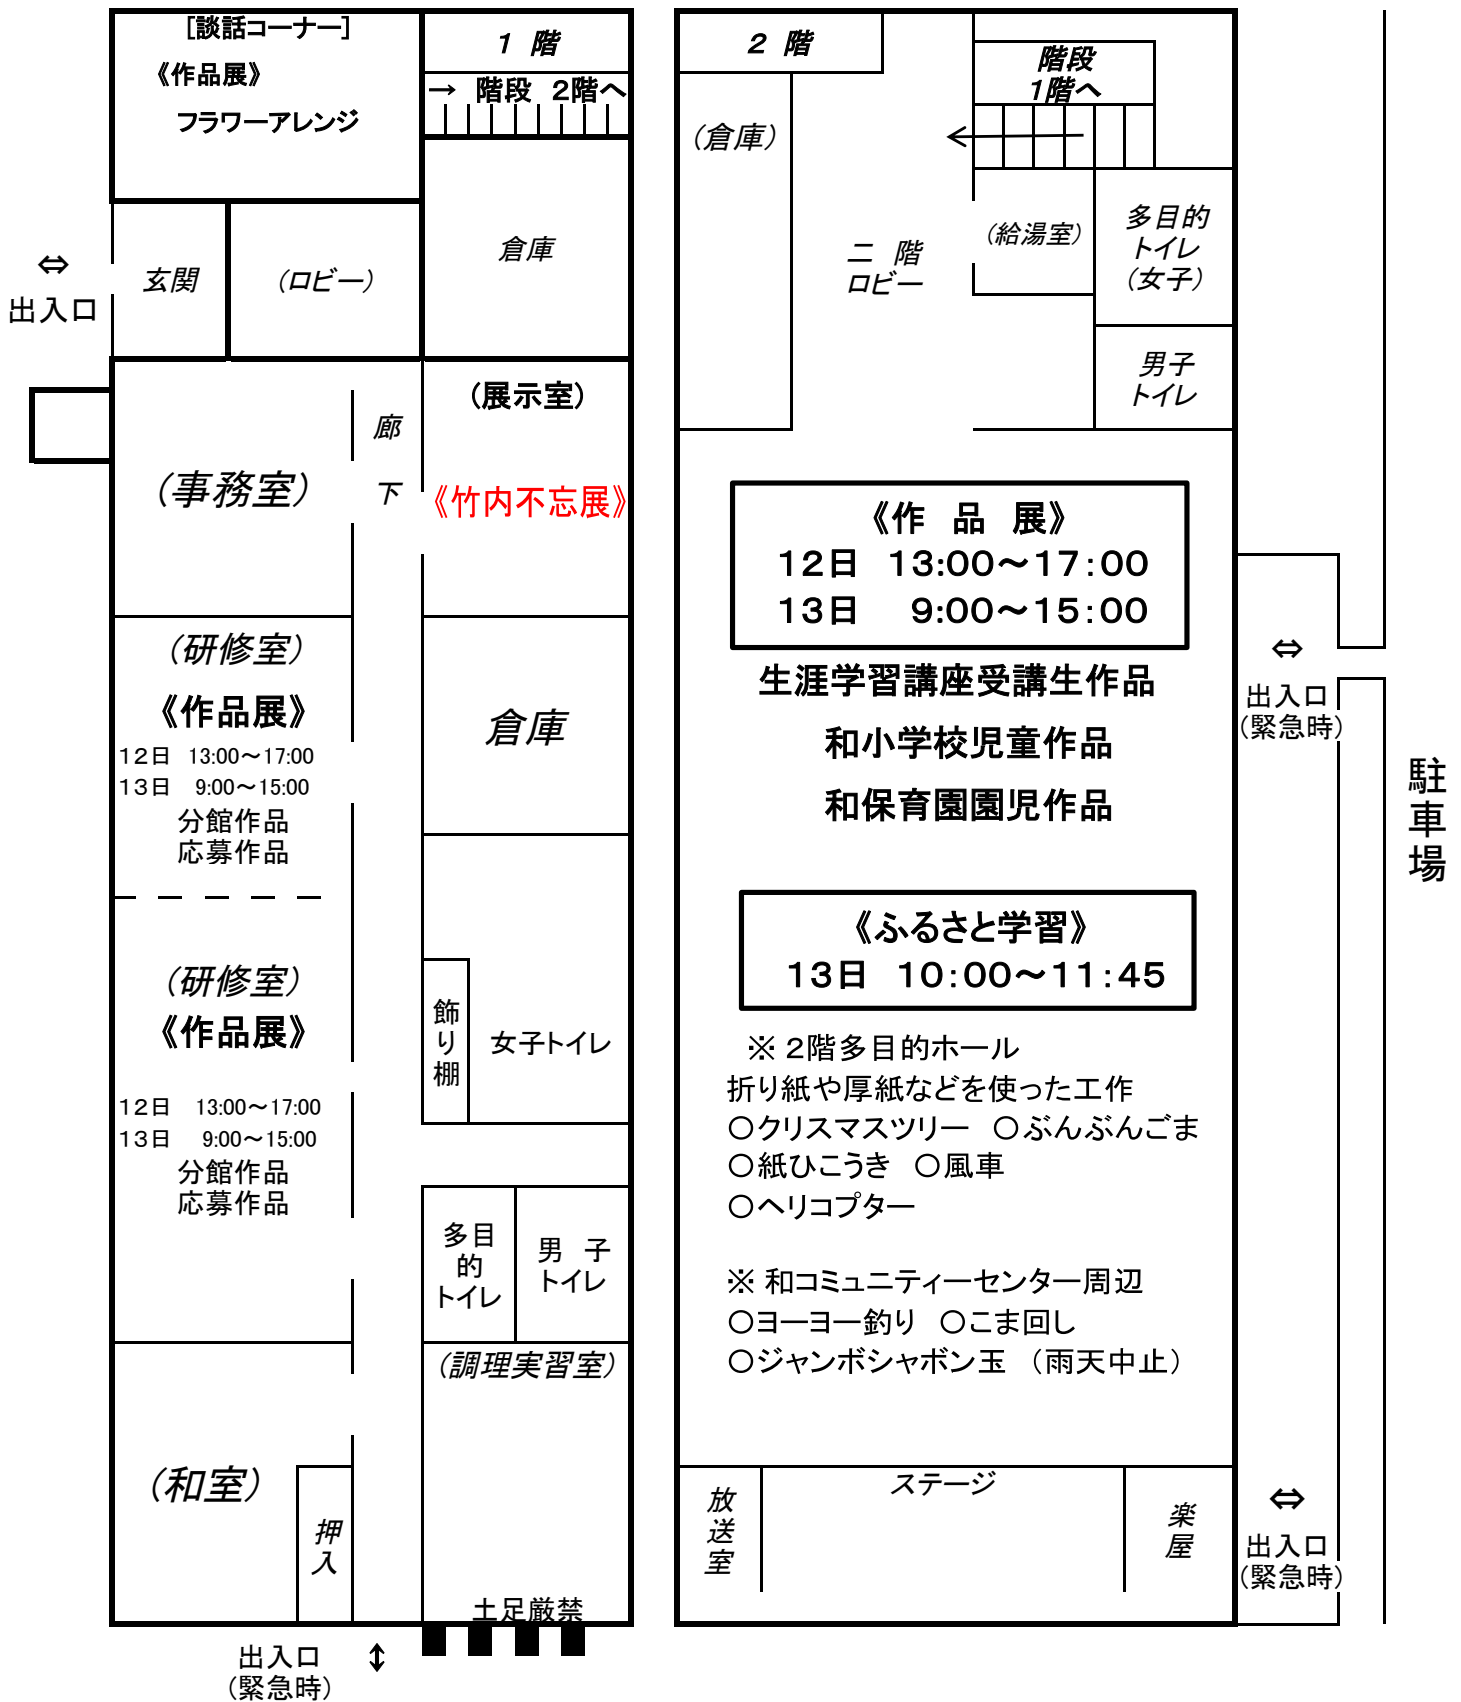 [談話コーナー]
《作品展》
フラワーアレンジ
1 階
→ 階段 2階へ
倉庫
⇔
出入口
玄関
(ロビー)
(展示室)
《竹内不忘展》
廊
下
(事務室)
(研修室)
《作品展》
12日 13:00～17:00
13日 9:00～15:00
分館作品
応募作品
倉庫
(研修室)
《作品展》
12日 13:00～17:00
13日 9:00～15:00
分館作品
応募作品
飾
り
棚
女子トイレ
多目
的
トイレ
男 子
トイレ
(調理実習室)
(和室)
押
入
土足厳禁
出入口
(緊急時)
2 階
階段
1階へ
(倉庫)
二 階
ロビー
(給湯室)
多目的
トイレ
(女子)
男子
トイレ
《作 品 展》
12日 13:00～17:00
13日 9:00～15:00
生涯学習講座受講生作品
和小学校児童作品
和保育園園児作品
《ふるさと学習》
13日 10:00～11:45
※ 2階多目的ホール
折り紙や厚紙などを使った工作
○クリスマスツリー ○ぶんぶんごま
○紙ひこうき ○風車
○ヘリコプター
※ 和コミュニティーセンター周辺
○ヨーヨー釣り ○こま回し
○ジャンボシャボン玉 (雨天中止)
ステージ
放
送
室
楽
屋
⇔
出入口
(緊急時)
駐
車
場
⇔
出入口
(緊急時)